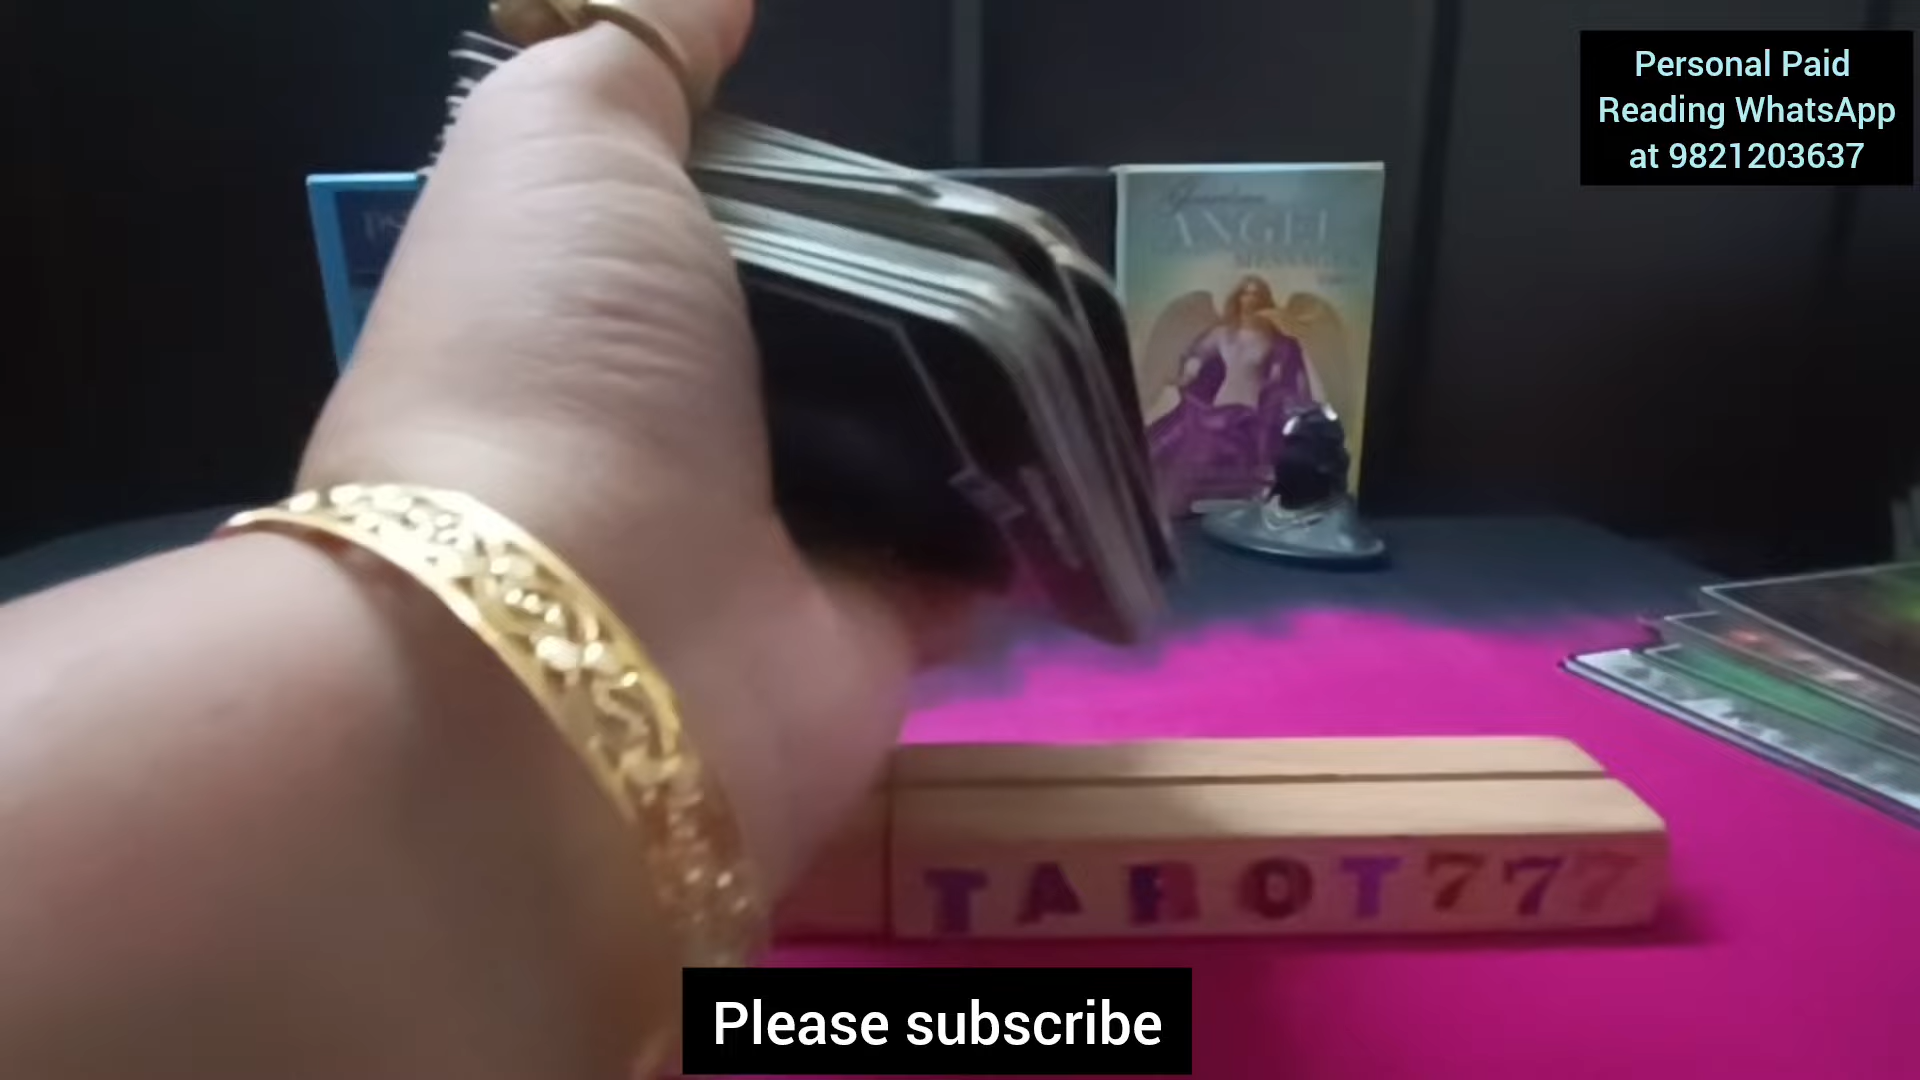 Personal Paid
Reading WhatsApp
at 9821203637
ANGEL
TAROT777
Please subscribe